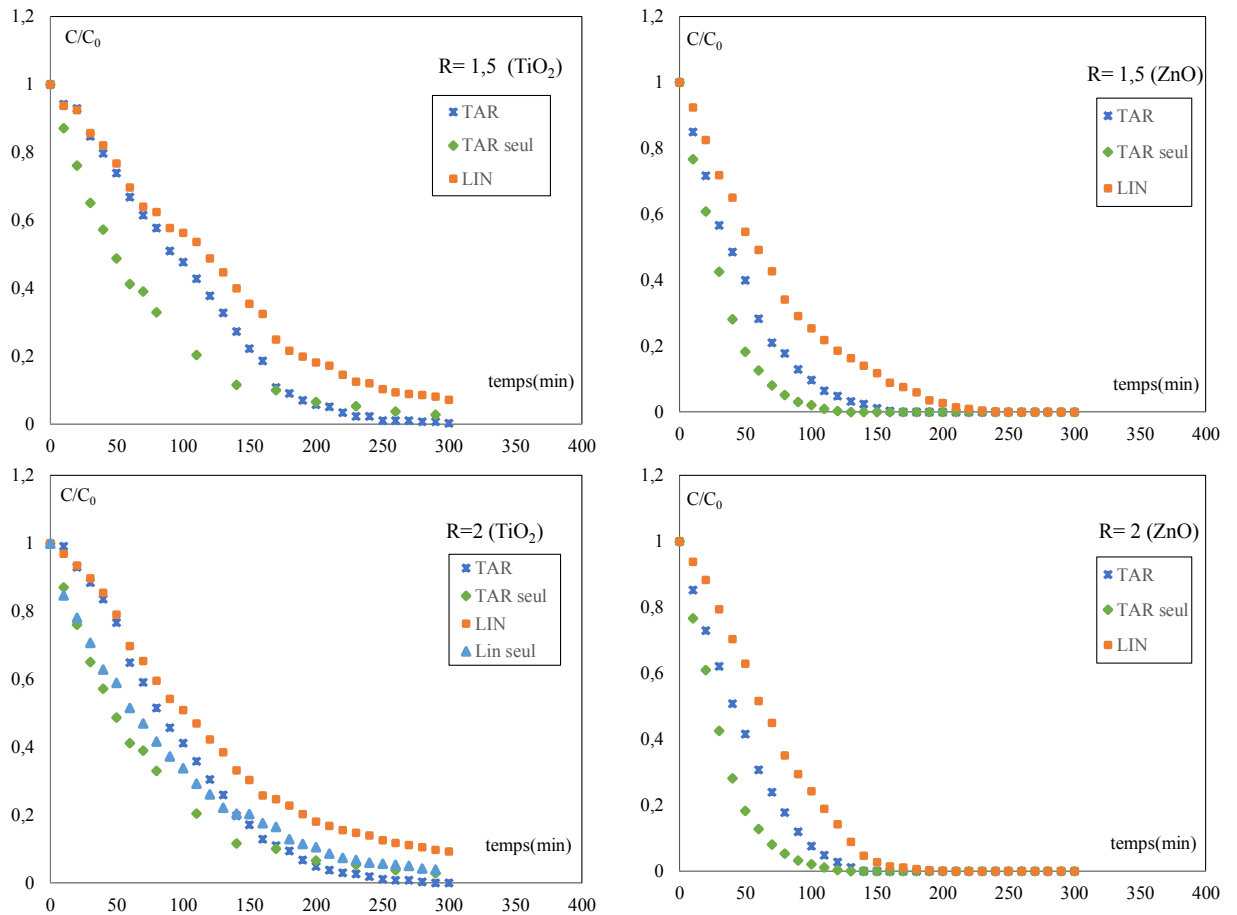 1,2
C/C0
R= 1,5 (TiO2)
1
TAR
TAR seul
LIN
0,8
0,6
0,4
0,2
temps(min)
0
0 50 100 150 200 250 300 350 400
1,2
C/C0
R= 1,5 (ZnO)
1
TAR
TAR seul
LIN
0,8
0,6
0,4
0,2
temps(min)
0
0 50 100 150 200 250 300 350 400
1,2
C/C0
R=2 (TiO2)
1
TAR
TAR seul
LIN
Lin seul
0,8
0,6
0,4
0,2
temps(min)
0
0 50 100 150 200 250 300 350 400
1,2
C/C0
R= 2 (ZnO)
1
TAR
TAR seul
LIN
0,8
0,6
0,4
0,2
temps(min)
0
0 50 100 150 200 250 300 350 400